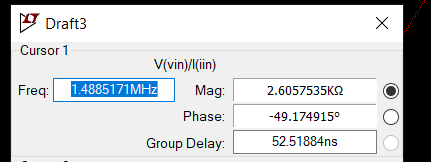 Draft3
Cursor 1
V(vin)/I(iin)
Freq: 1.4885171MHz Mag: 2.6057535KΩ
Phase: -49.174915°
Group Delay: 52.51884ns